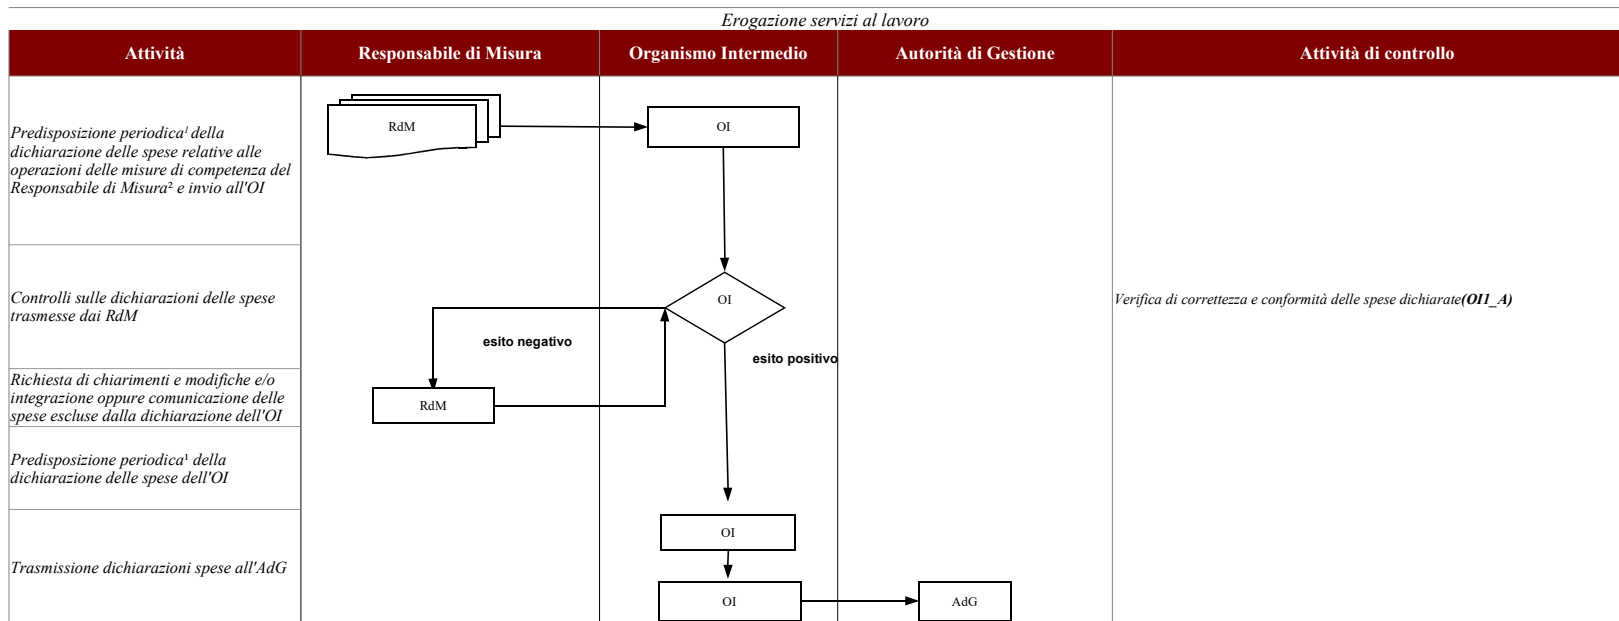 Erogazione servizi al lavoro
Attività
Responsabile di Misura
Organismo Intermedio
Autorità di Gestione
Attività di controllo
Predisposizione periodica¹ della
dichiarazione delle spese relative alle
operazioni delle misure di competenza del
Responsabile di Misura² e invio all'OI
RdM
OI
Controlli sulle dichiarazioni delle spese
trasmesse dai RdM
OI
Verifica di correttezza e conformità delle spese dichiarate(OI1_A)
esito negativo
esito positivo
Richiesta di chiarimenti e modifiche e/o
integrazione oppure comunicazione delle
spese escluse dalla dichiarazione dell'OI
RdM
Predisposizione periodica¹ della
dichiarazione delle spese dell'OI
OI
Trasmissione dichiarazioni spese all'AdG
OI
AdG